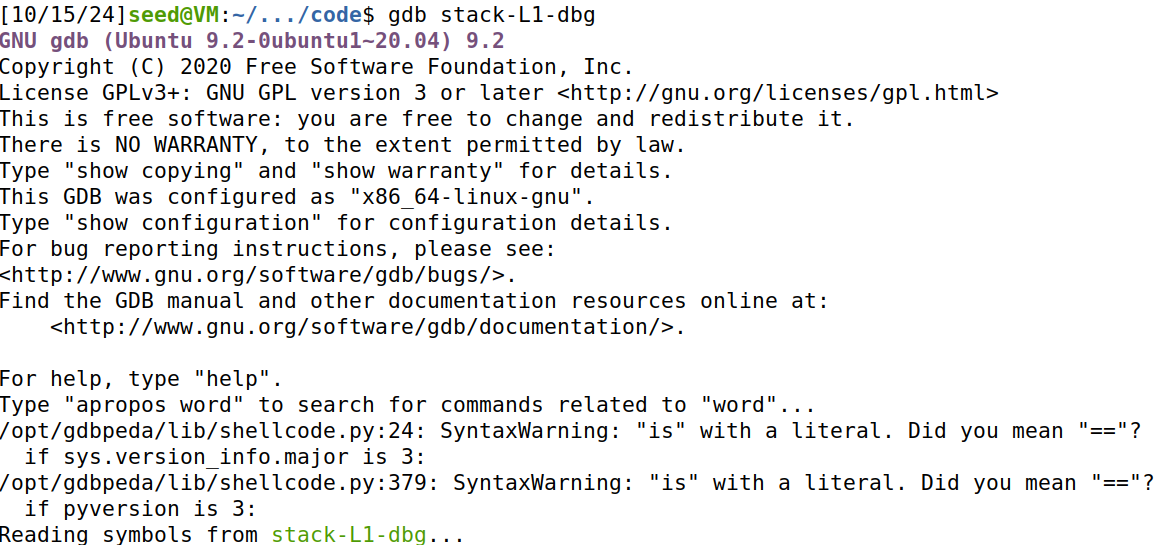 [10/15/24]seed@VM:~/.../code$ gdb stack-L1-dbg
GNU gdb (Ubuntu 9.2-0ubuntu1~20.04) 9.2
Copyright (C) 2020 Free Software Foundation, Inc.
License GPLv3+: GNU GPL version 3 or later <http://gnu.org/licenses/gpl.html>
This is free software: you are free to change and redistribute it.
There is NO WARRANTY, to the extent permitted by law.
Type "show copying" and "show warranty" for details.
This GDB was configured as "x86_64-linux-gnu".
Type "show configuration" for configuration details.
For bug reporting instructions, please see:
<http://www.gnu.org/software/gdb/bugs/>.
Find the GDB manual and other documentation resources online at:
    <http://www.gnu.org/software/gdb/documentation/>.

For help, type "help".
Type "apropos word" to search for commands related to "word"...
/opt/gdbpeda/lib/shellcode.py:24: SyntaxWarning: "is" with a literal. Did you mean "=="?
  if sys.version_info.major is 3:
/opt/gdbpeda/lib/shellcode.py:379: SyntaxWarning: "is" with a literal. Did you mean "=="?
  if pyversion is 3:
Reading symbols from stack-L1-dbg...